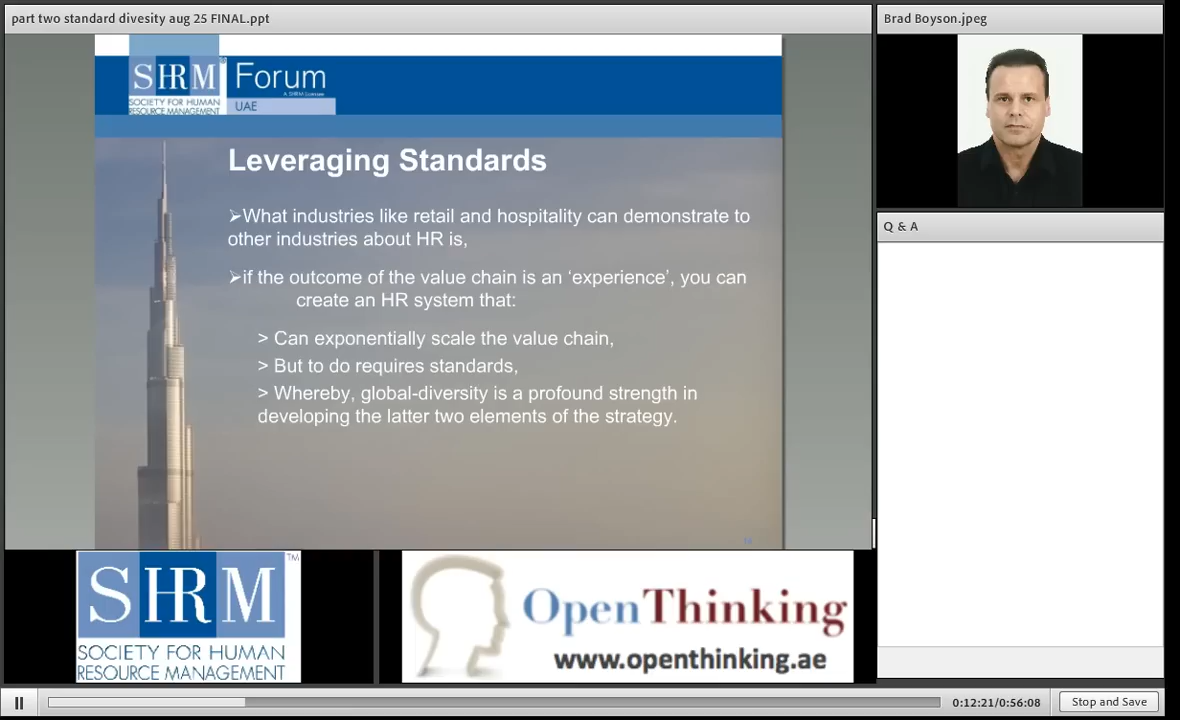 part two standard divesity aug 25 FINAL.ppt
Brad Boyson.jpeg
SHRM
SOCIETY FOR HUMAN
RESOURCE MANAGEMENT
Forum
UAE
Leveraging Standards
➢What industries like retail and hospitality can demonstrate to
other industries about HR is,
➢if the outcome of the value chain is an ‘experience’, you can
create an HR system that:
> Can exponentially scale the value chain,
> But to do requires standards,
> Whereby, global-diversity is a profound strength in
developing the latter two elements of the strategy.
Q & A
SHRM™
SOCIETY FOR HUMAN
RESOURCE MANAGEMENT
OpenThinking
www.openthinking.ae
0:12:21/0:56:08
Stop and Save